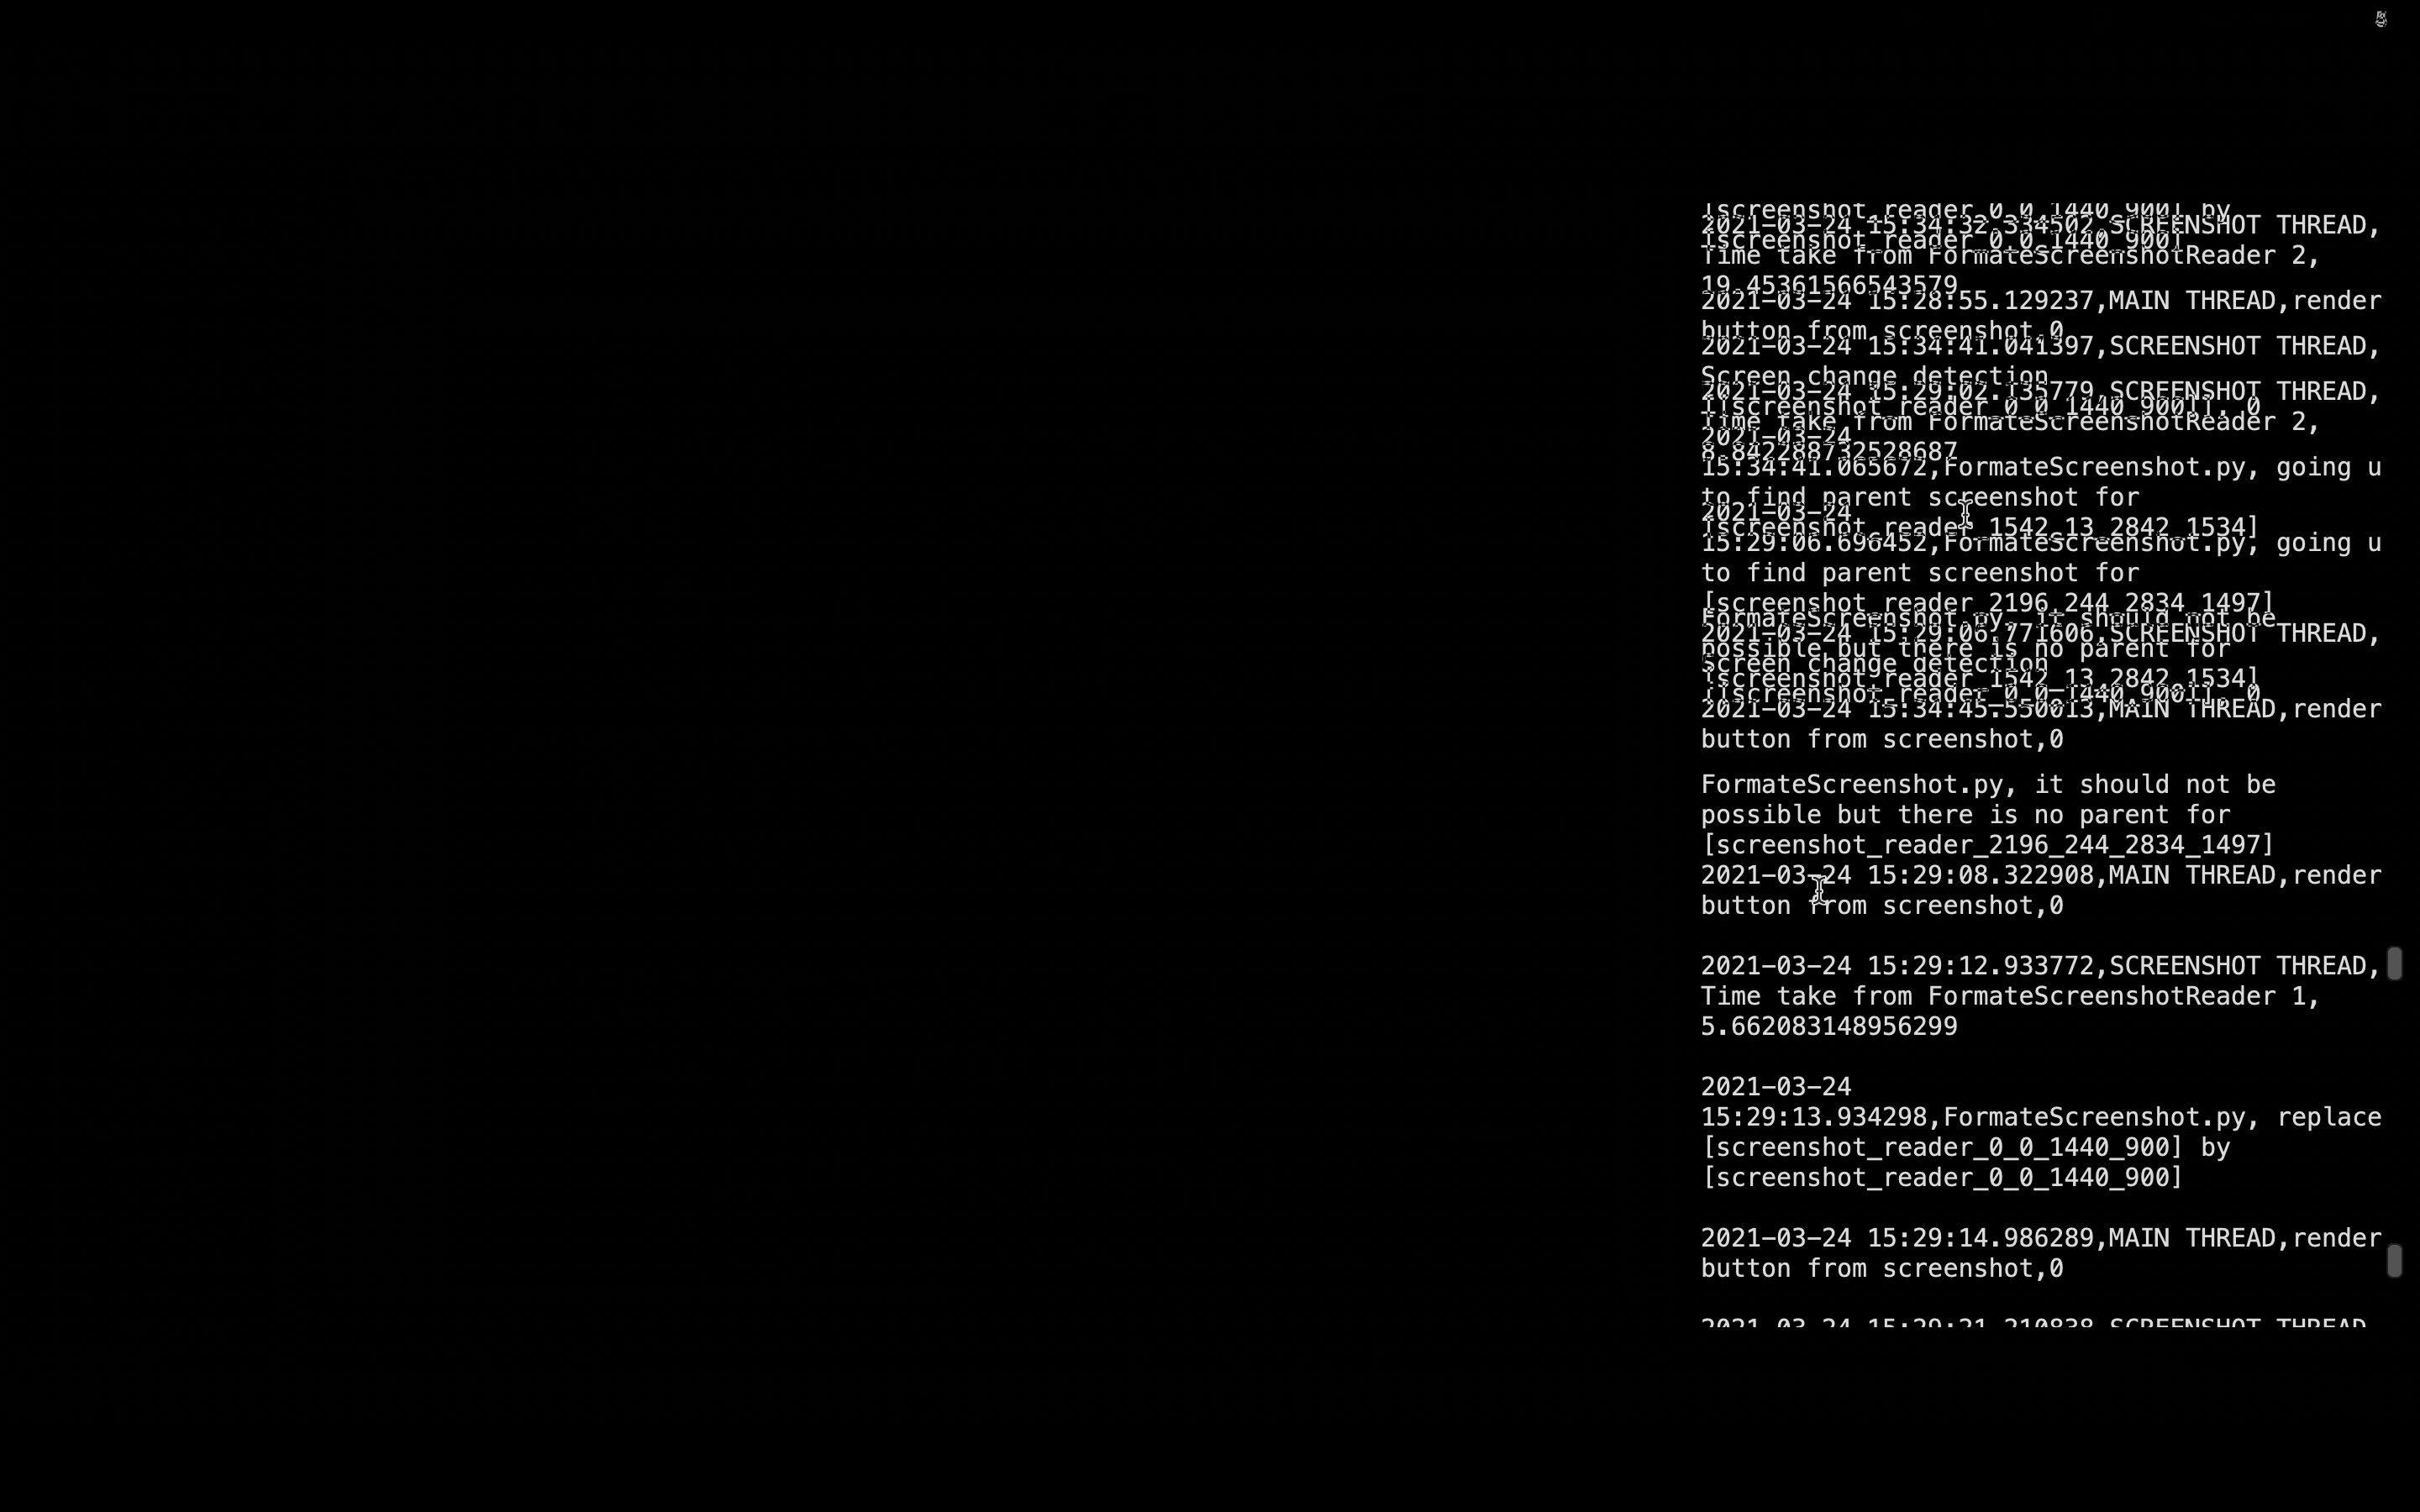 [screenshot_reader_0_0_1440_900] by
2021-03-24 15:34:32.334502,SCREENSHOT THREAD,
[screenshot_reader_0_0_1440_900]
Time take from FormateScreenshotReader 2,
19.45361566543579
2021-03-24 15:28:55.129237,MAIN THREAD,render
button from screenshot,0
2021-03-24 15:34:41.041397,SCREENSHOT THREAD,
Screen change detection
2021-03-24 15:29:02.135779,SCREENSHOT THREAD,
[[screenshot_reader_0_0_1440_900]], 0
Time take from FormateScreenshotReader 2,
2021-03-24
8.842288732528687
15:34:41.065672,FormateScreenshot.py, going u
to find parent screenshot for
2021-03-24
[screenshot_reader_1542_13_2842_1534]
15:29:06.696452,FormateScreenshot.py, going u
to find parent screenshot for
[screenshot_reader_2196_244_2834_1497]
FormateScreenshot.py, it should not be
2021-03-24 15:29:06.771606,SCREENSHOT THREAD,
possible but there is no parent for
Screen change detection
[screenshot_reader_1542_13_2842_1534]
[[screenshot_reader_0_0_1440_900]], 0
2021-03-24 15:34:45.550013,MAIN THREAD,render
button from screenshot,0
FormateScreenshot.py, it should not be
possible but there is no parent for
[screenshot_reader_2196_244_2834_1497]
2021-03-24 15:29:08.322908,MAIN THREAD,render
button from screenshot,0
2021-03-24 15:29:12.933772,SCREENSHOT THREAD,
Time take from FormateScreenshotReader 1,
5.662083148956299
2021-03-24
15:29:13.934298,FormateScreenshot.py, replace
[screenshot_reader_0_0_1440_900] by
[screenshot_reader_0_0_1440_900]
2021-03-24 15:29:14.986289,MAIN THREAD,render
button from screenshot,0
2021-03-24 15:29:21.210838,SCREENSHOT THREAD